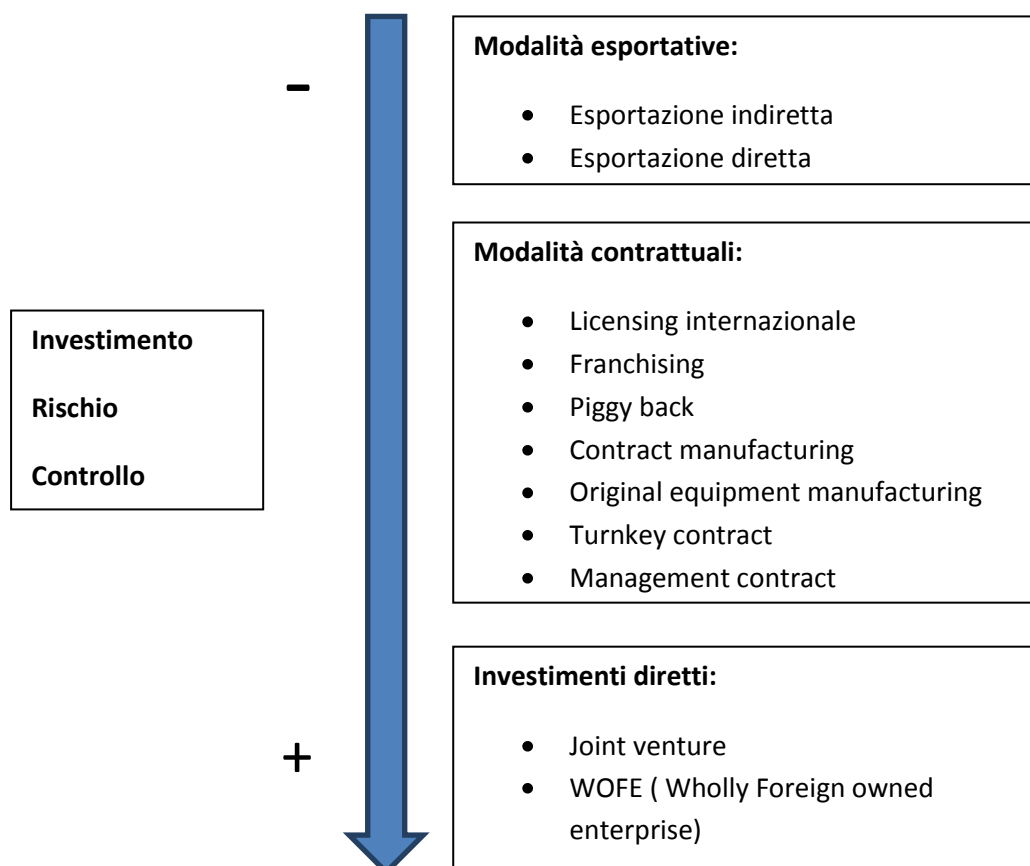 -
Modalità esportative:
• Esportazione indiretta
• Esportazione diretta
Modalità contrattuali:
• Licensing internazionale
• Franchising
• Piggy back
• Contract manufacturing
• Original equipment manufacturing
• Turnkey contract
• Management contract
Investimento
Rischio
Controllo
Investimenti diretti:
• Joint venture
• WOFE ( Wholly Foreign owned
enterprise)
+